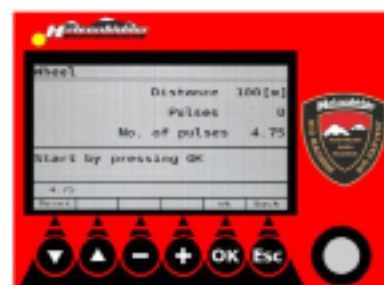 Wheel
Distance 100[m]
Pulses 0
No. of pulses 4.75
Start by pressing OK
4.75
Reset ok Back
OK Esc